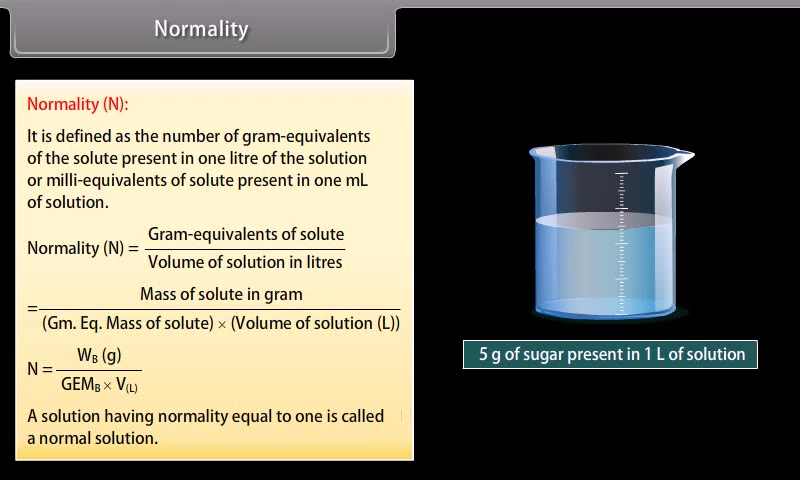 Normality
Normality (N):
It is defined as the number of gram-equivalents
of the solute present in one litre of the solution
or milli-equivalents of solute present in one mL
of solution.
Normality (N) = Gram-equivalents of solute / Volume of solution in litres
= Mass of solute in gram / (Gm. Eq. Mass of solute) × (Volume of solution (L))
N = W_B (g) / GEM_B × V_(L)
A solution having normality equal to one is called
a normal solution.
5 g of sugar present in 1 L of solution